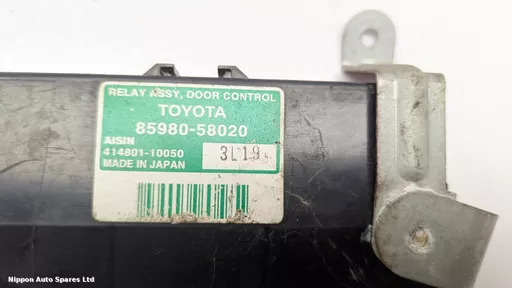 RELAY ASSY, DOOR CONTROL
TOYOTA
85980-58020
AISIN
414801-10050 3L19
MADE IN JAPAN
Nippon Auto Spares Ltd